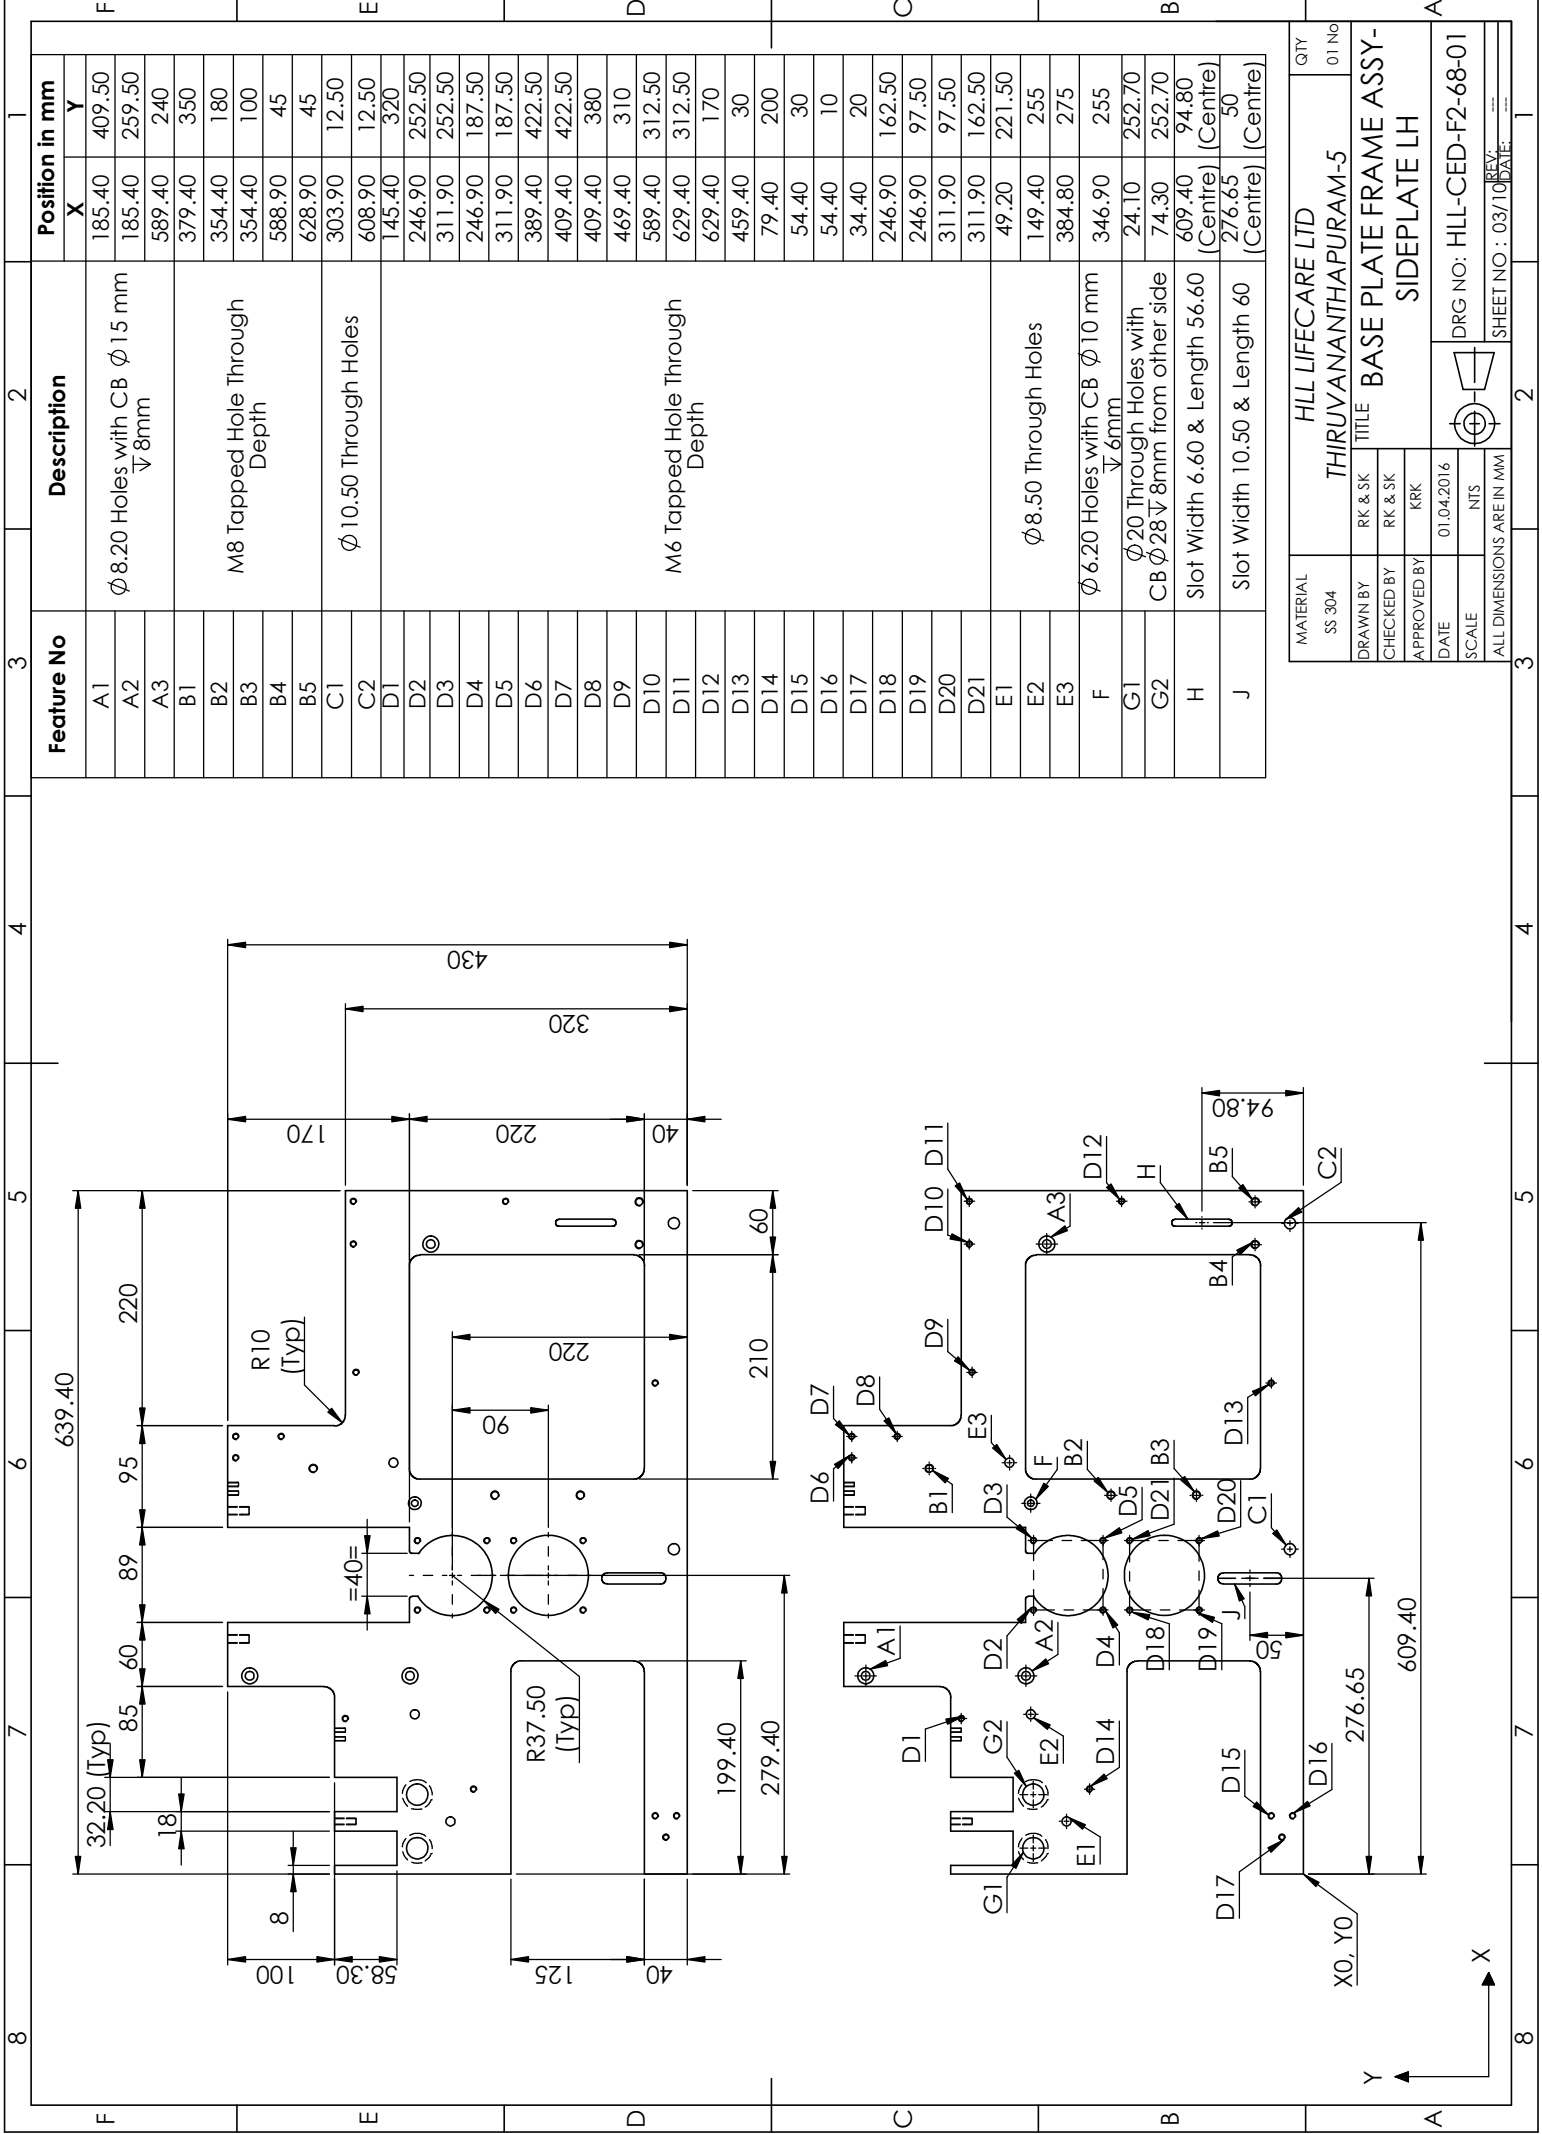 8
7
6
5
4
3
2
1
F
E
D
C
B
A
639.40
32.20 (Typ)
85
60
89
95
220
18
8
R10
(Typ)
=40=
100
58.30
125
40
R37.50
(Typ)
90
220
170
220
40
320
430
210
60
199.40
279.40
D6
D7
D8
D9
D10
D11
D12
A1
A2
A3
B1
B2
B3
B4
B5
C1
C2
D1
D2
D3
D4
D5
D13
D14
D15
D16
D17
D18
D19
D20
D21
E1
E2
E3
F
G1
G2
H
J
94.80
50
276.65
609.40
X0, Y0
Y
X
Feature No Description Position in mm
X Y
A1 185.40 409.50
A2 Ø8.20 Holes with CB Ø15 mm ↧8mm 185.40 259.50
A3 589.40 240
B1 379.40 350
B2 354.40 180
B3 M8 Tapped Hole Through Depth 354.40 100
B4 588.90 45
B5 628.90 45
C1 Ø10.50 Through Holes 303.90 12.50
C2 608.90 12.50
D1 145.40 320
D2 246.90 252.50
D3 311.90 252.50
D4 246.90 187.50
D5 311.90 187.50
D6 389.40 422.50
D7 409.40 422.50
D8 409.40 380
D9 469.40 310
D10 589.40 312.50
D11 M6 Tapped Hole Through Depth 629.40 312.50
D12 629.40 170
D13 459.40 30
D14 79.40 200
D15 54.40 30
D16 54.40 10
D17 34.40 20
D18 246.90 162.50
D19 246.90 97.50
D20 311.90 97.50
D21 311.90 162.50
E1 49.20 221.50
E2 Ø8.50 Through Holes 149.40 255
E3 384.80 275
F Ø6.20 Holes with CB Ø10 mm ↧6mm 346.90 255
G1 Ø20 Through Holes with CB Ø28↧8mm from other side 24.10 252.70
G2 74.30 252.70
H Slot Width 6.60 & Length 56.60 609.40 (Centre) 94.80 (Centre)
J Slot Width 10.50 & Length 60 276.65 (Centre) 50 (Centre)
MATERIAL
SS 304
HLL LIFECARE LTD
THIRUVANANTHAPURAM-5
QTY
01 No
DRAWN BY RK & SK
CHECKED BY RK & SK
APPROVED BY KRK
DATE 01.04.2016
SCALE NTS
ALL DIMENSIONS ARE IN MM
TITLE BASE PLATE FRAME ASSY-
SIDEPLATE LH
DRG NO: HLL-CED-F2-68-01
SHEET NO : 03/10
REV: ---
DATE: ---
8
7
6
5
4
3
2
1
F
E
D
C
B
A